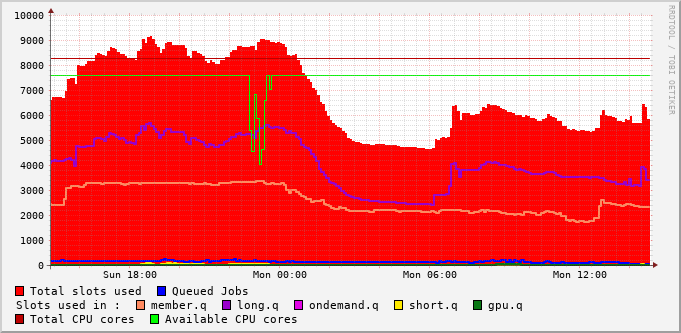 10000
9000
8000
7000
6000
5000
4000
3000
2000
1000
0
Sun 18:00 Mon 00:00 Mon 06:00 Mon 12:00
RRDTOOL / TOBI OETIKER
Total slots used Queued Jobs
Slots used in : member.q long.q ondemand.q short.q gpu.q
Total CPU cores Available CPU cores